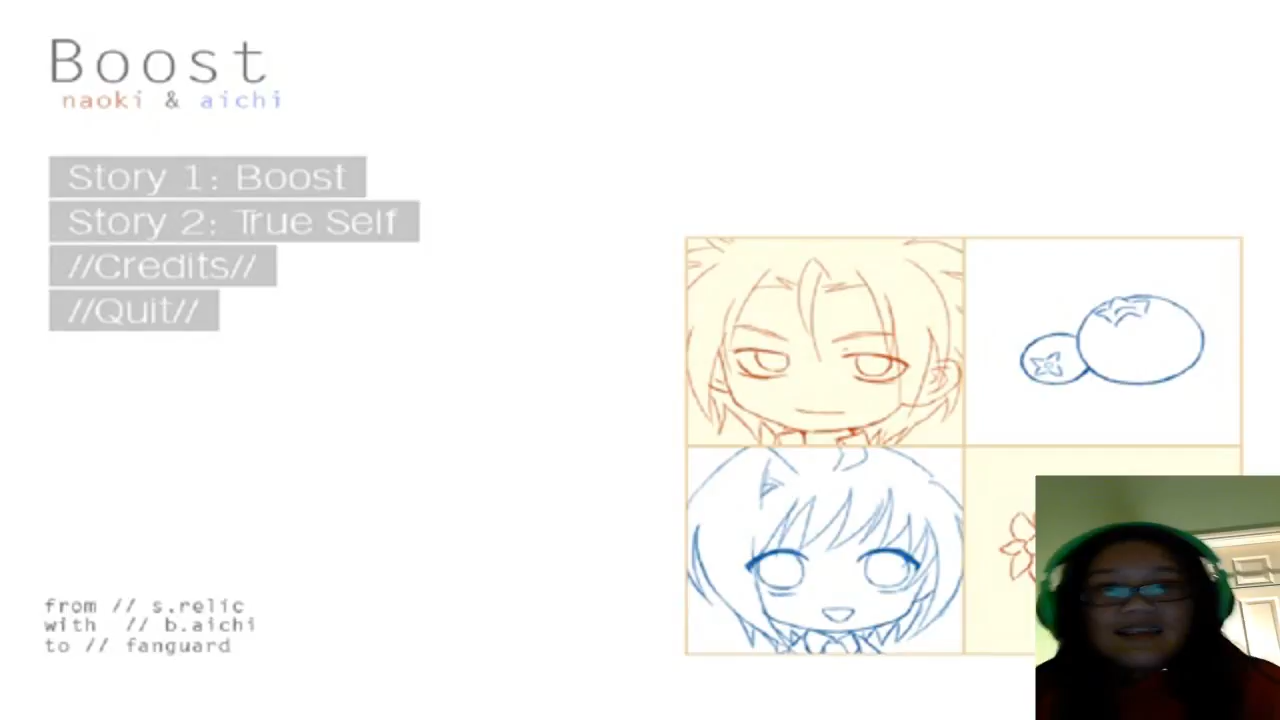 Boost
naoki & aichi
Story 1: Boost
Story 2: True Self
//Credits//
//Quit//
from // s.relic
with // b.aichi
to // fanguard